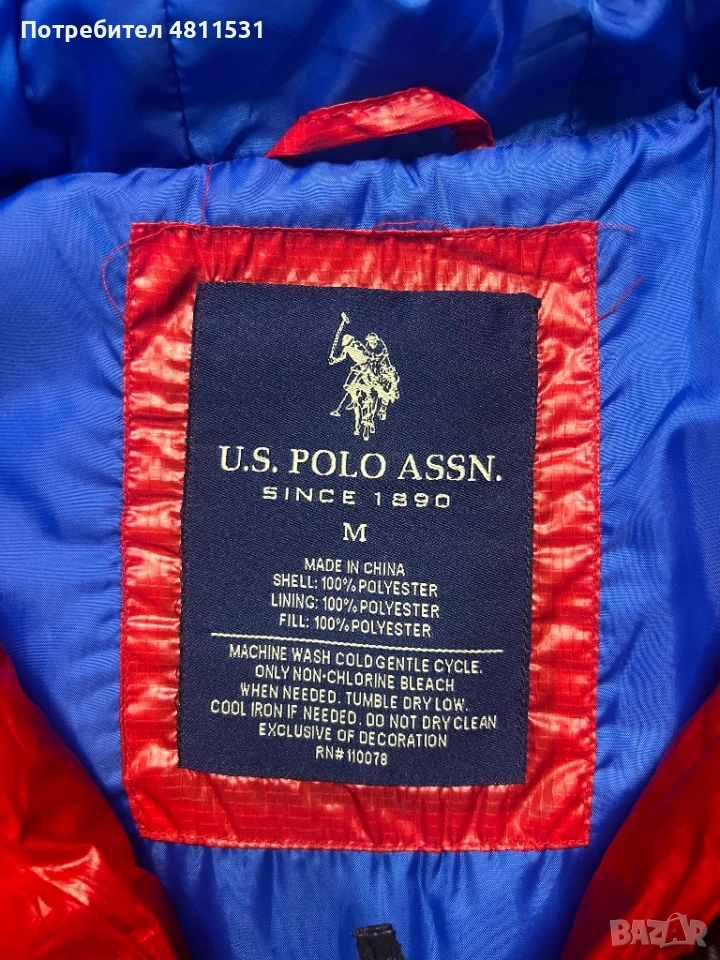 Потребител 4811531
U.S. POLO ASSN.
SINCE 1890
M
MADE IN CHINA
SHELL: 100% POLYESTER
LINING: 100% POLYESTER
FILL: 100% POLYESTER
MACHINE WASH COLD GENTLE CYCLE.
ONLY NON-CHLORINE BLEACH
WHEN NEEDED. TUMBLE DRY LOW.
COOL IRON IF NEEDED. DO NOT DRY CLEAN
EXCLUSIVE OF DECORATION
RN# 110078
BAZAR